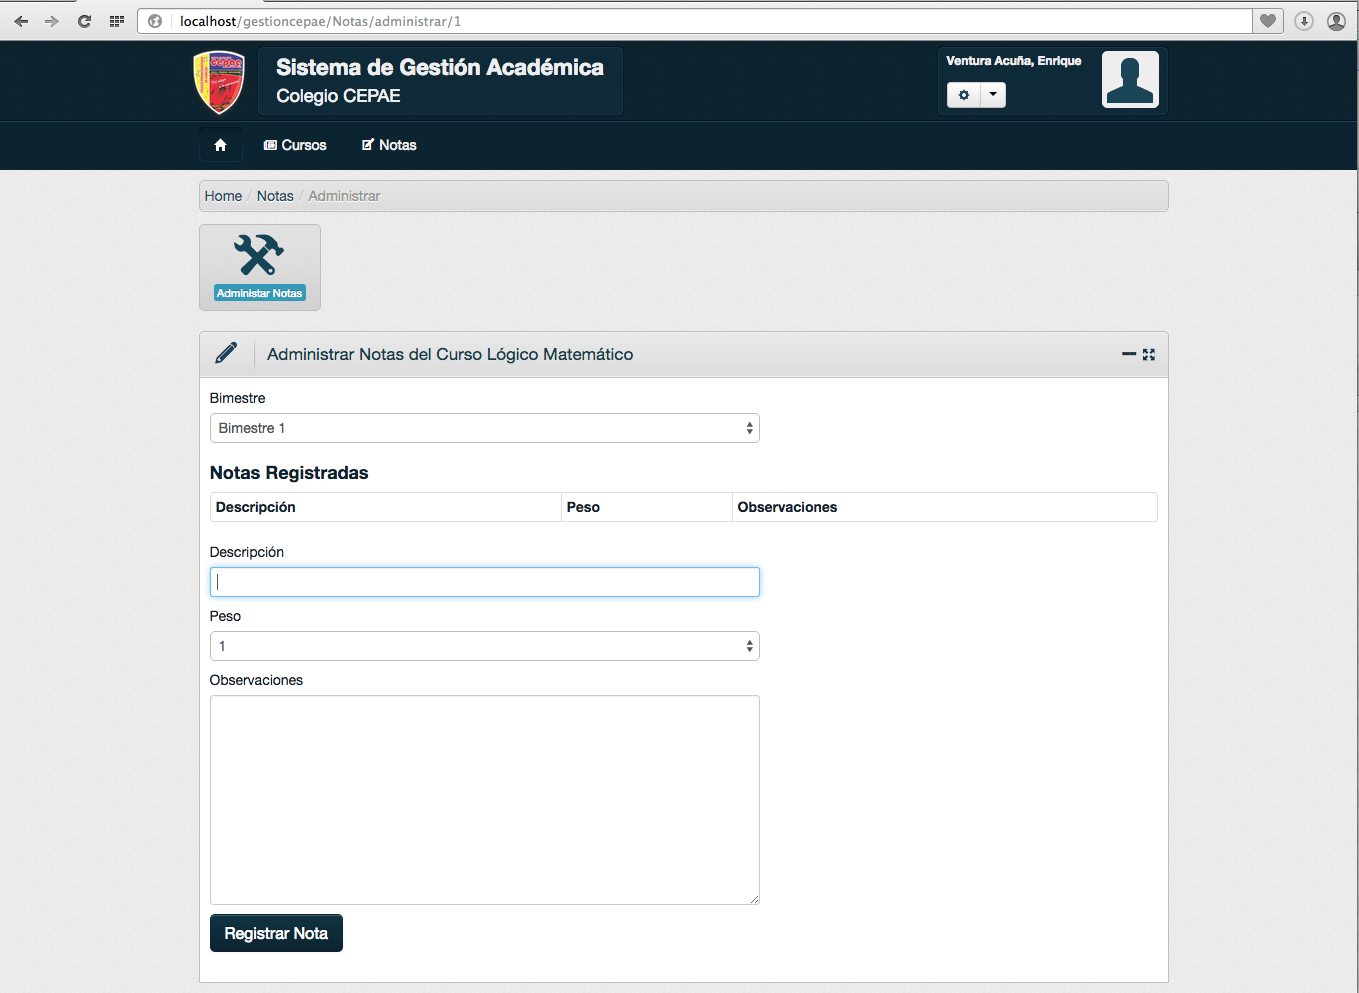 localhost/gestioncepae/Notas/administrar/1
cepae
Sistema de Gestión Académica
Colegio CEPAE
Ventura Acuña, Enrique
Cursos
Notas
Home / Notas / Administrar
Administar Notas
Administrar Notas del Curso Lógico Matemático
Bimestre
Bimestre 1
Notas Registradas
Descripción Peso Observaciones
Descripción
Peso
1
Observaciones
Registrar Nota